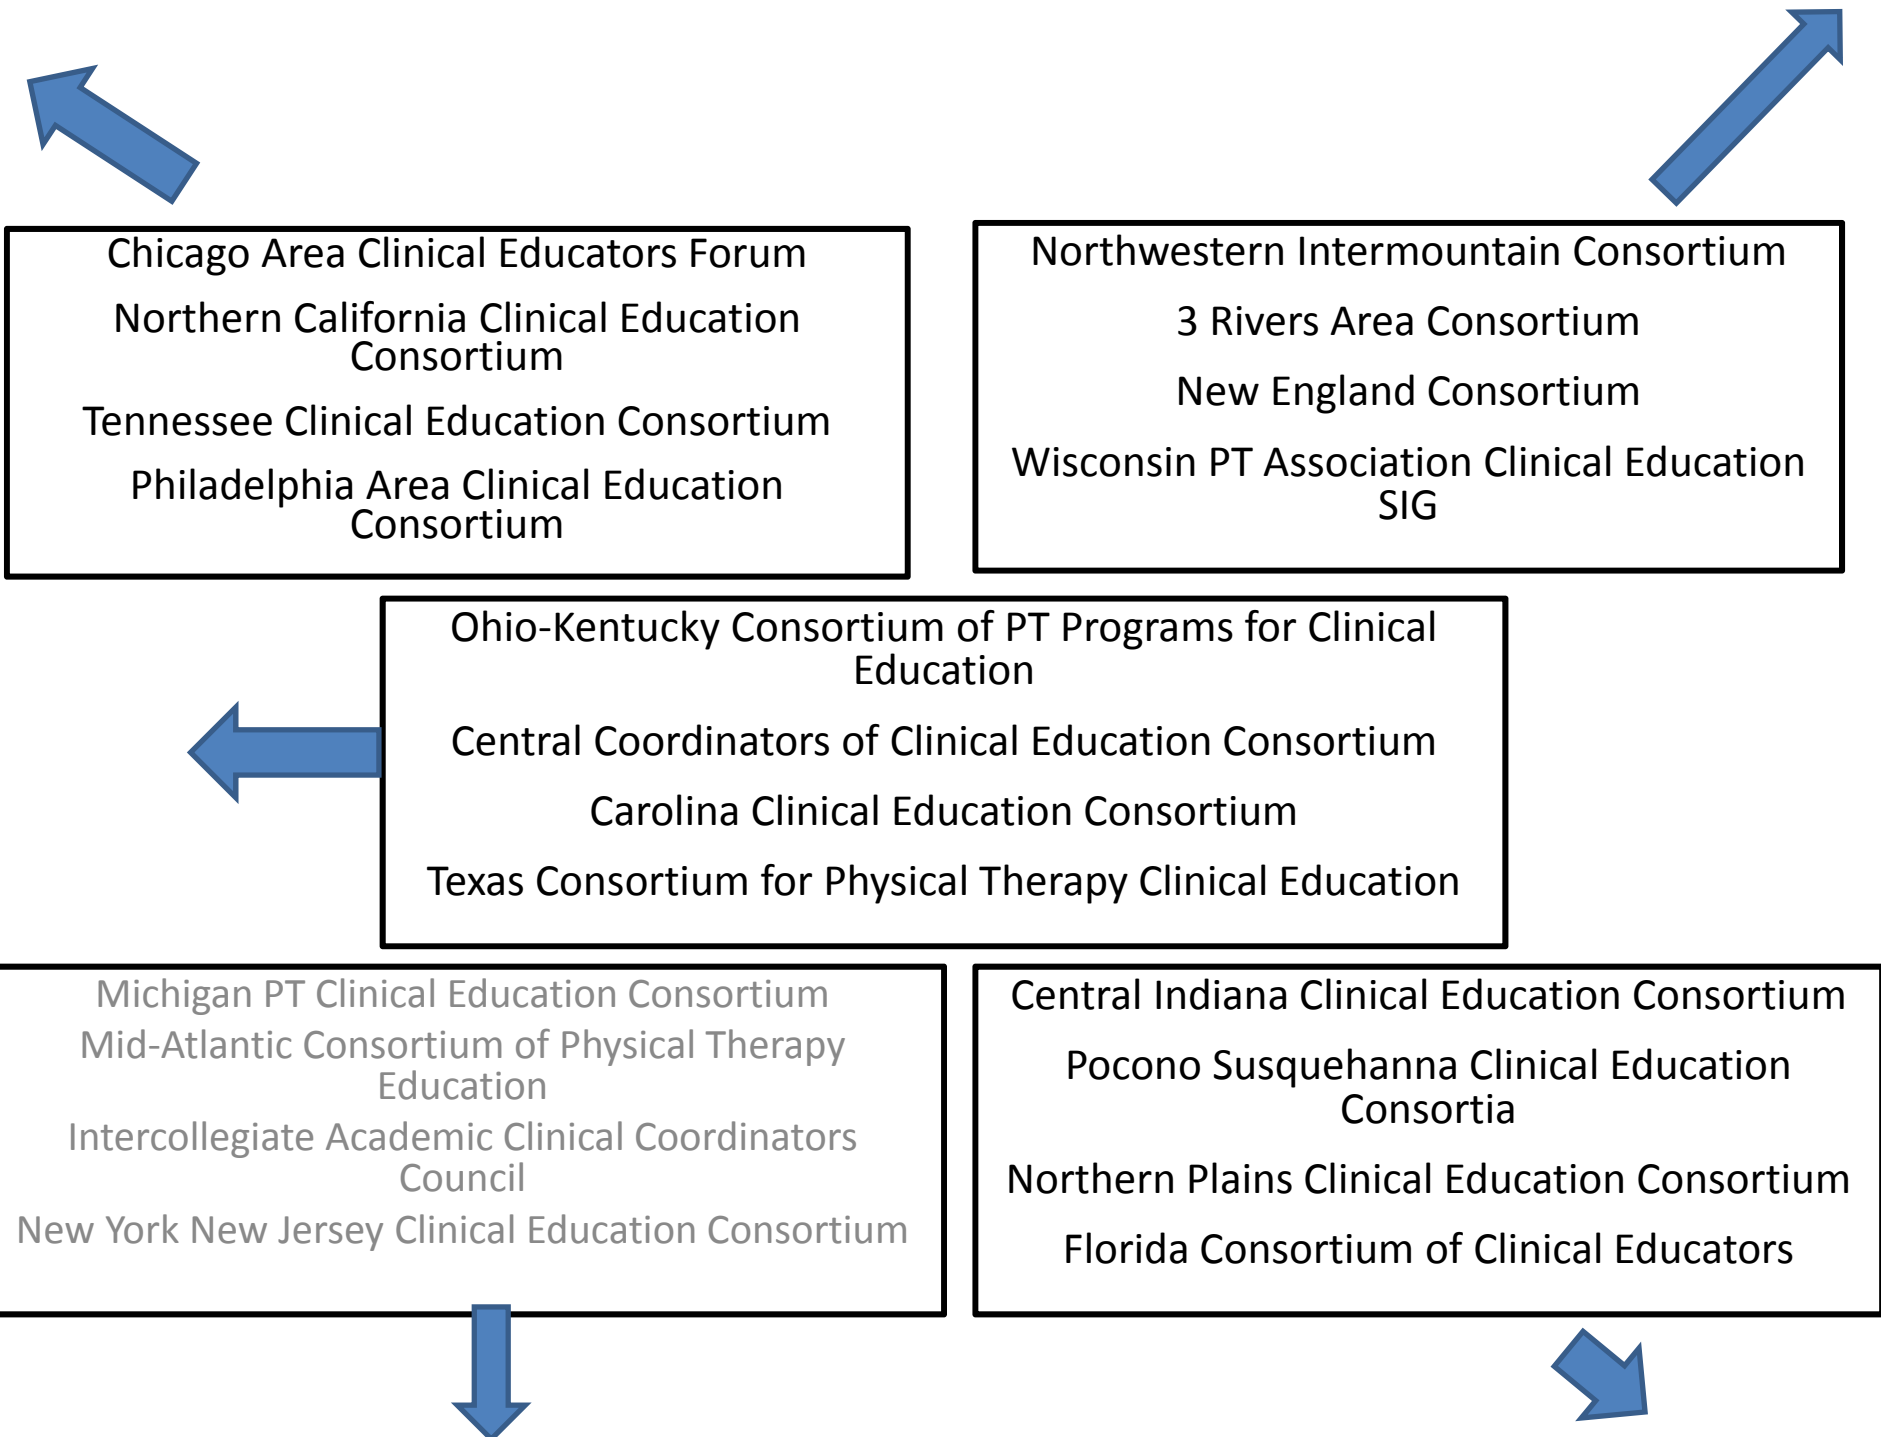 Chicago Area Clinical Educators Forum
Northern California Clinical Education
Consortium
Tennessee Clinical Education Consortium
Philadelphia Area Clinical Education
Consortium
Northwestern Intermountain Consortium
3 Rivers Area Consortium
New England Consortium
Wisconsin PT Association Clinical Education
SIG
Ohio-Kentucky Consortium of PT Programs for Clinical
Education
Central Coordinators of Clinical Education Consortium
Carolina Clinical Education Consortium
Texas Consortium for Physical Therapy Clinical Education
Michigan PT Clinical Education Consortium
Mid-Atlantic Consortium of Physical Therapy
Education
Intercollegiate Academic Clinical Coordinators
Council
New York New Jersey Clinical Education Consortium
Central Indiana Clinical Education Consortium
Pocono Susquehanna Clinical Education
Consortia
Northern Plains Clinical Education Consortium
Florida Consortium of Clinical Educators